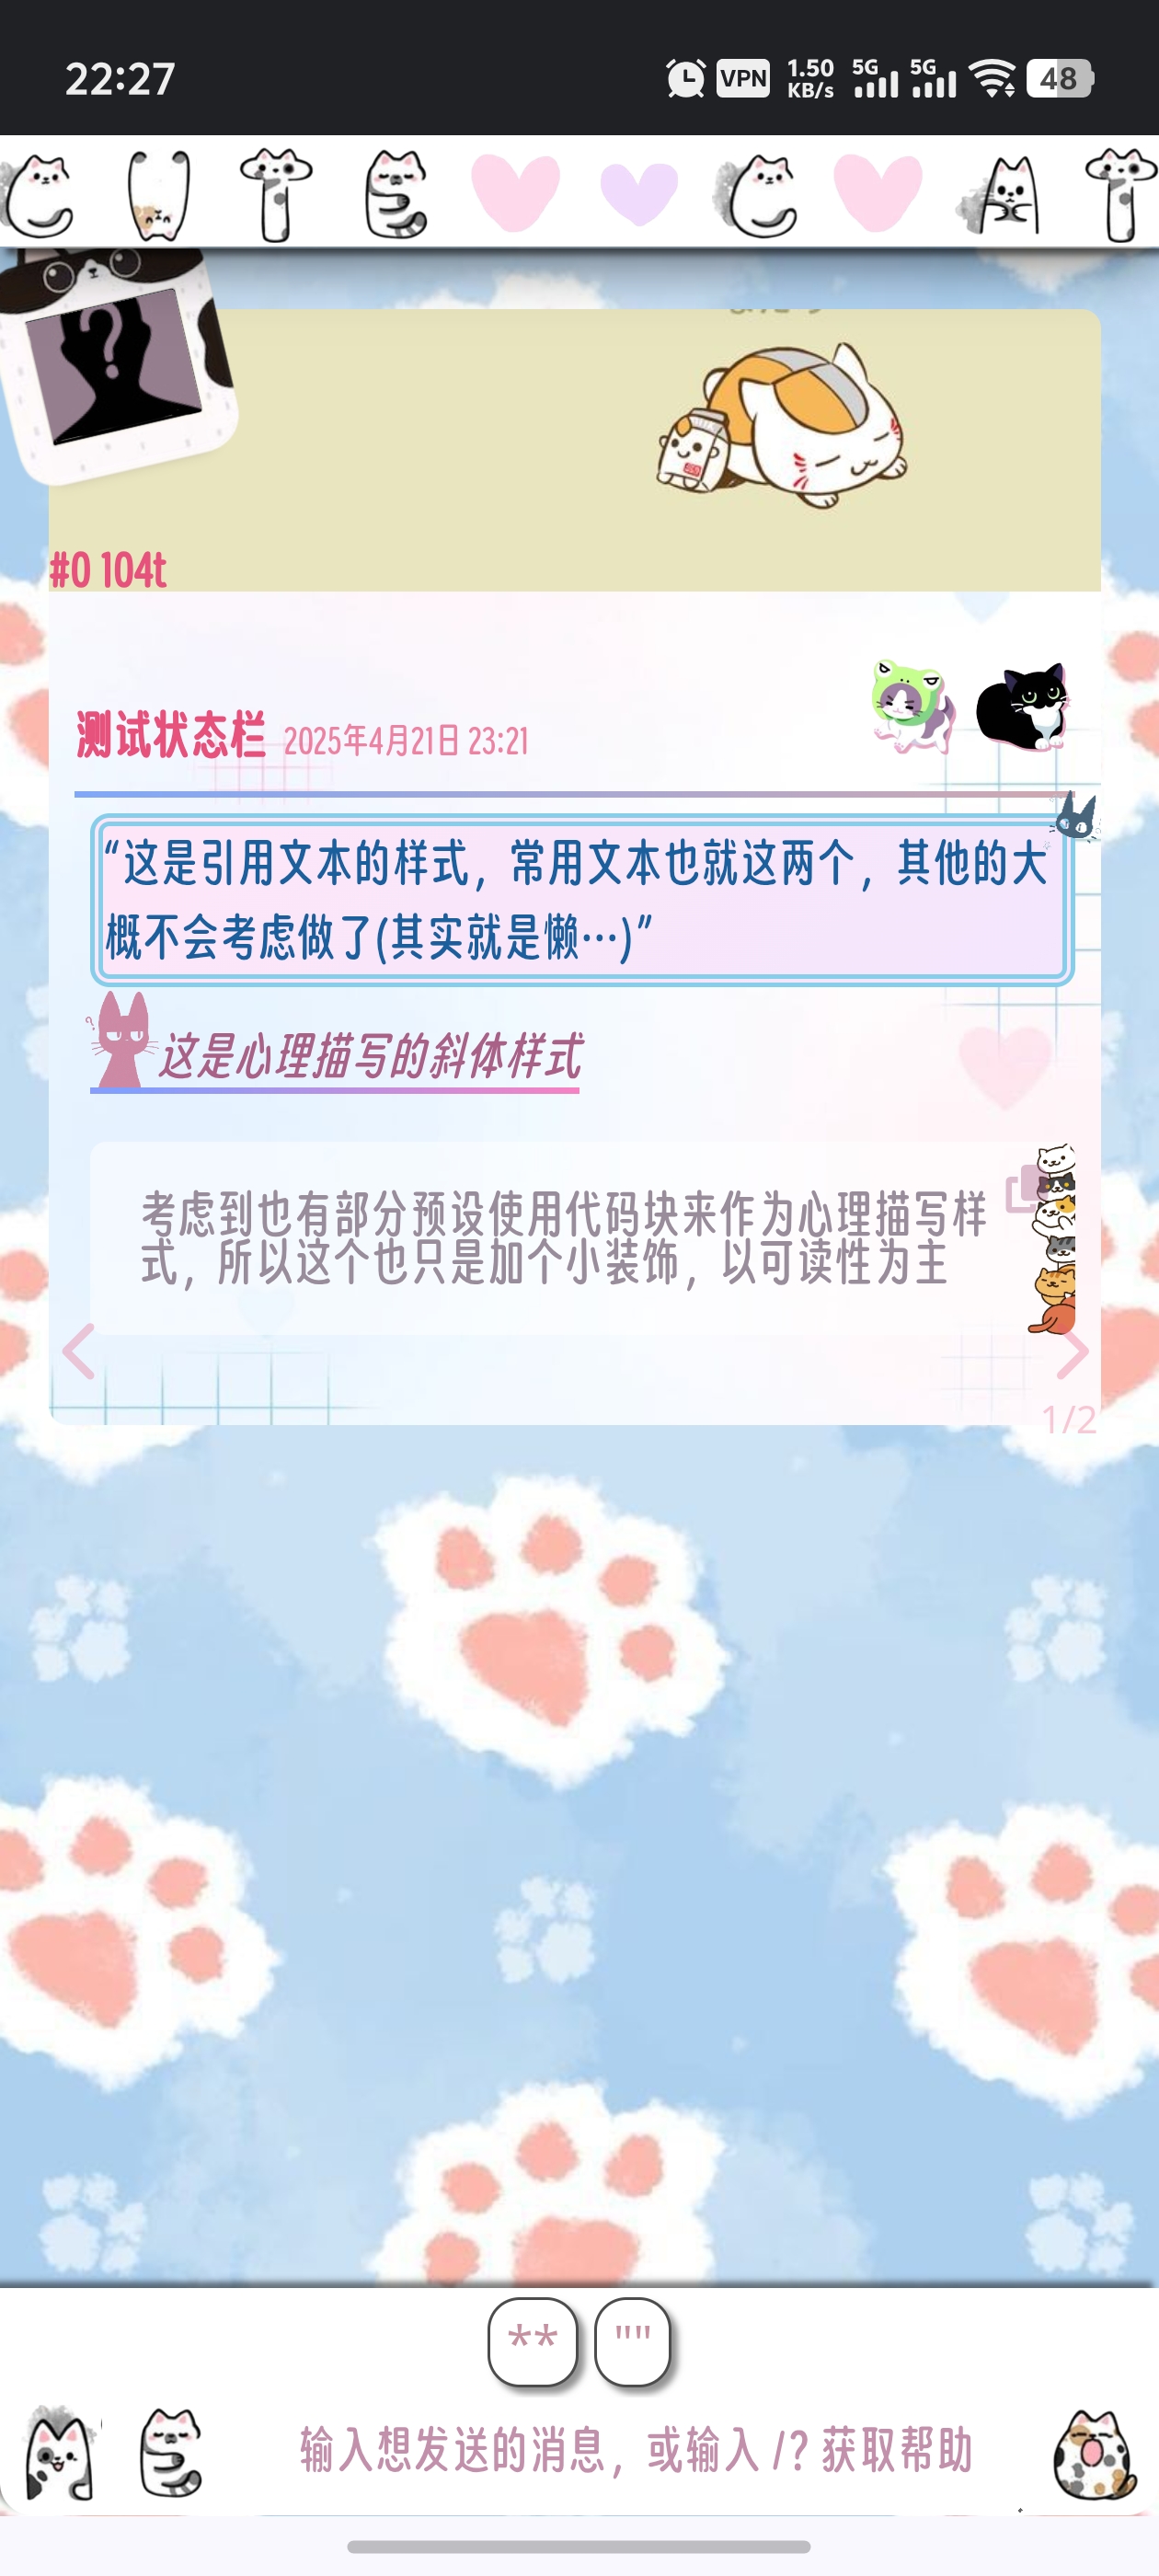 22:27
VPN
1.50 KB/s
5G
5G
48
?
#0 104t
测试状态栏 2025年4月21日 23:21
“这是引用文本的样式，常用文本也就这两个，其他的大
概不会考虑做了(其实就是懒…)”
?
这是心理描写的斜体样式
考虑到也有部分预设使用代码块来作为心理描写样
式，所以这个也只是加个小装饰，以可读性为主
1/2
** ""
输入想发送的消息，或输入 /? 获取帮助